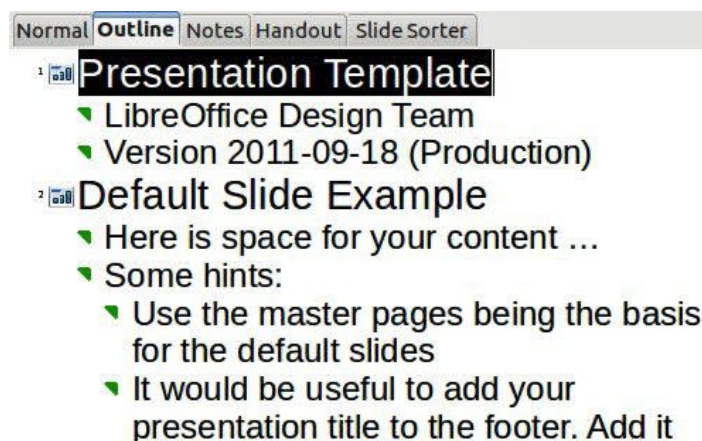 Normal Outline Notes Handout Slide Sorter
1 Presentation Template
LibreOffice Design Team
Version 2011-09-18 (Production)
2 Default Slide Example
Here is space for your content …
Some hints:
Use the master pages being the basis
for the default slides
It would be useful to add your
presentation title to the footer. Add it